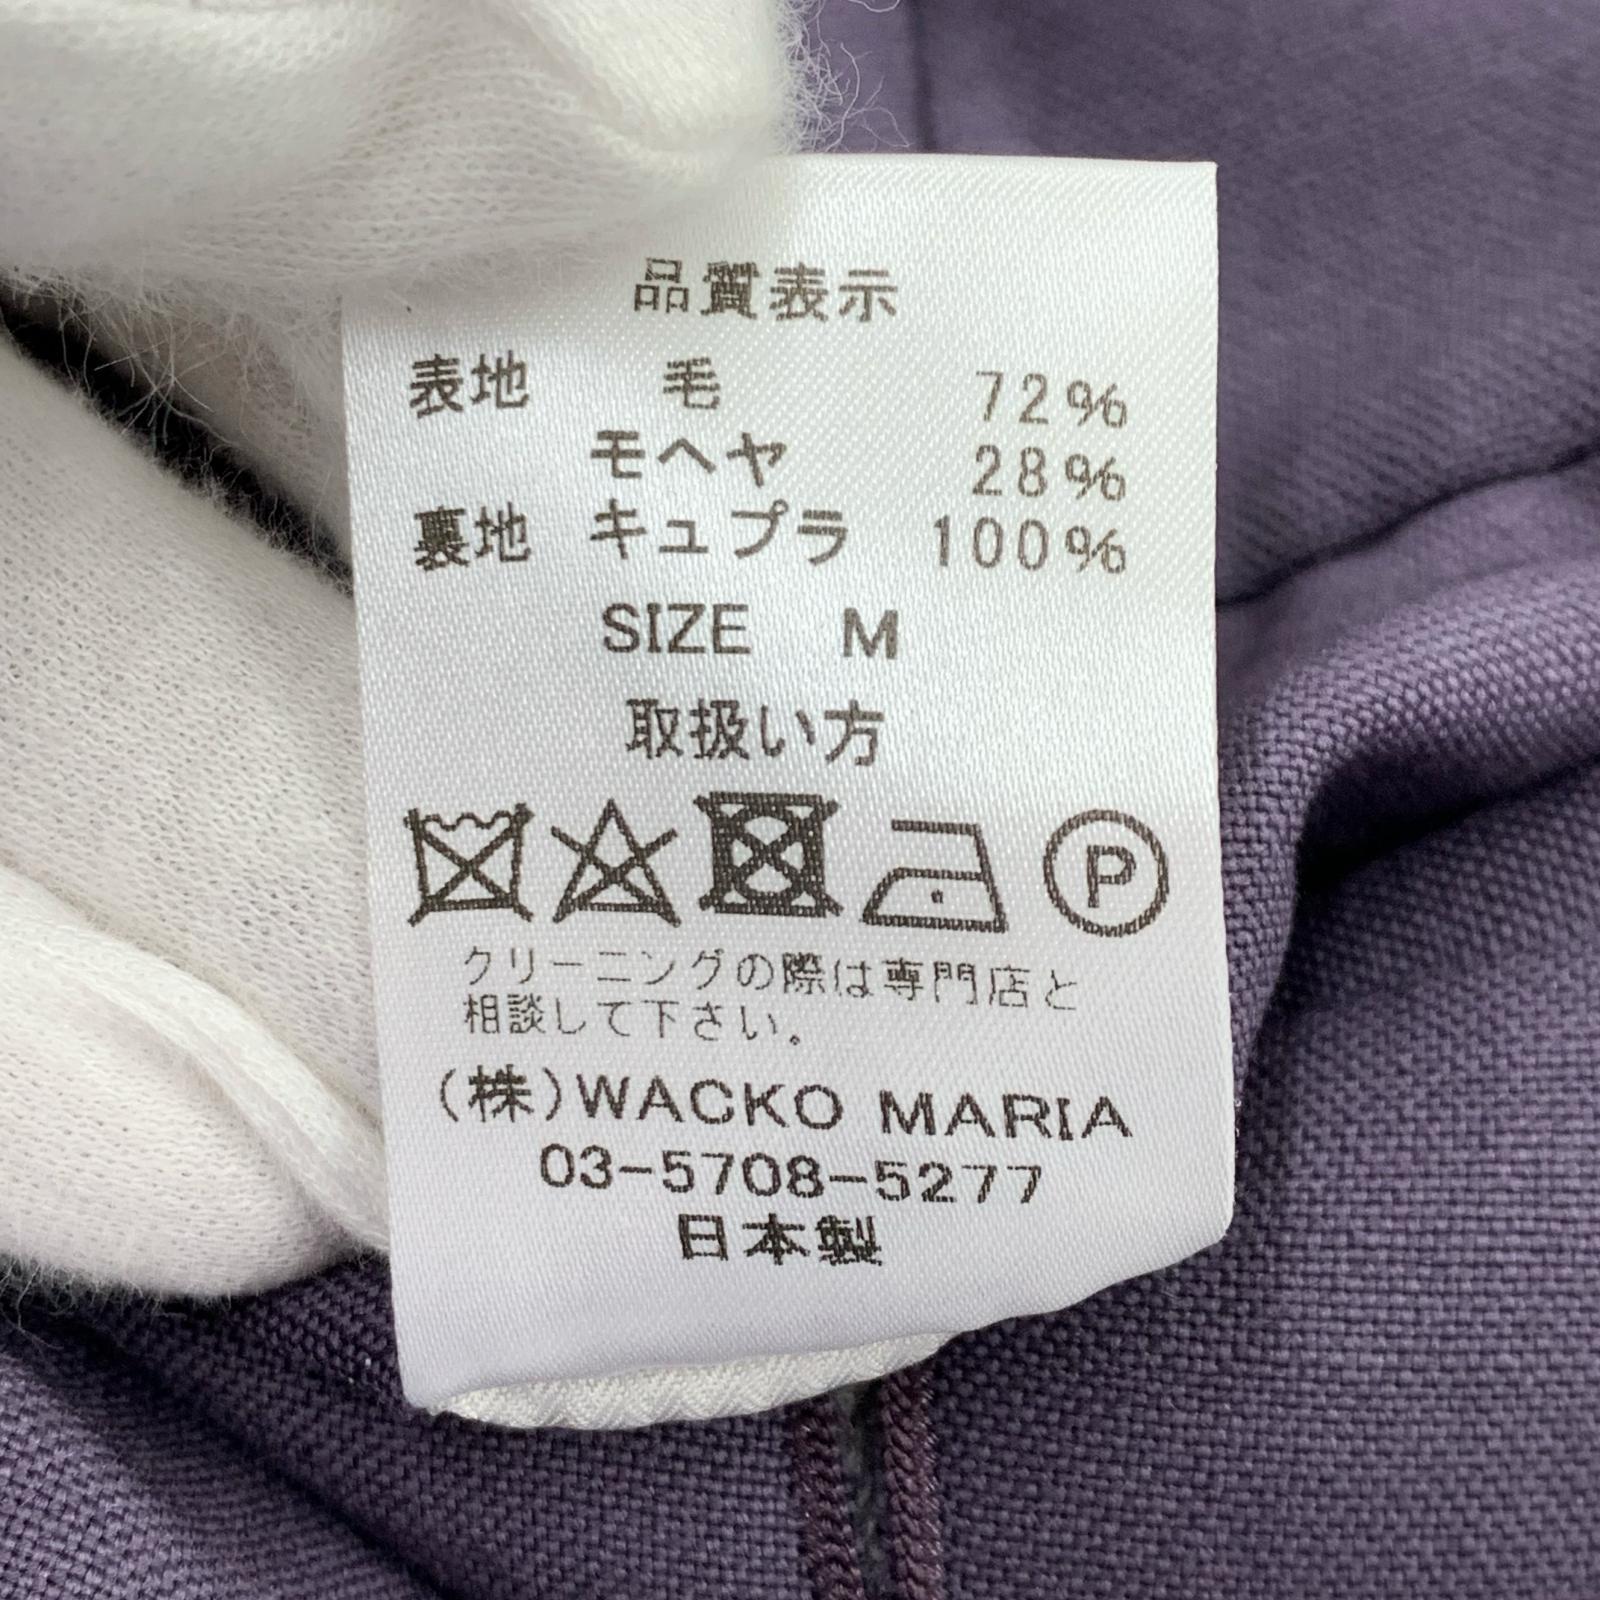 品質表示
表地 毛 72%
モヘヤ 28%
裏地 キュプラ 100%
SIZE M
取扱い方
P
クリーニングの際は専門店と
相談して下さい。
(株)WACKO MARIA
03-5708-5277
日本製